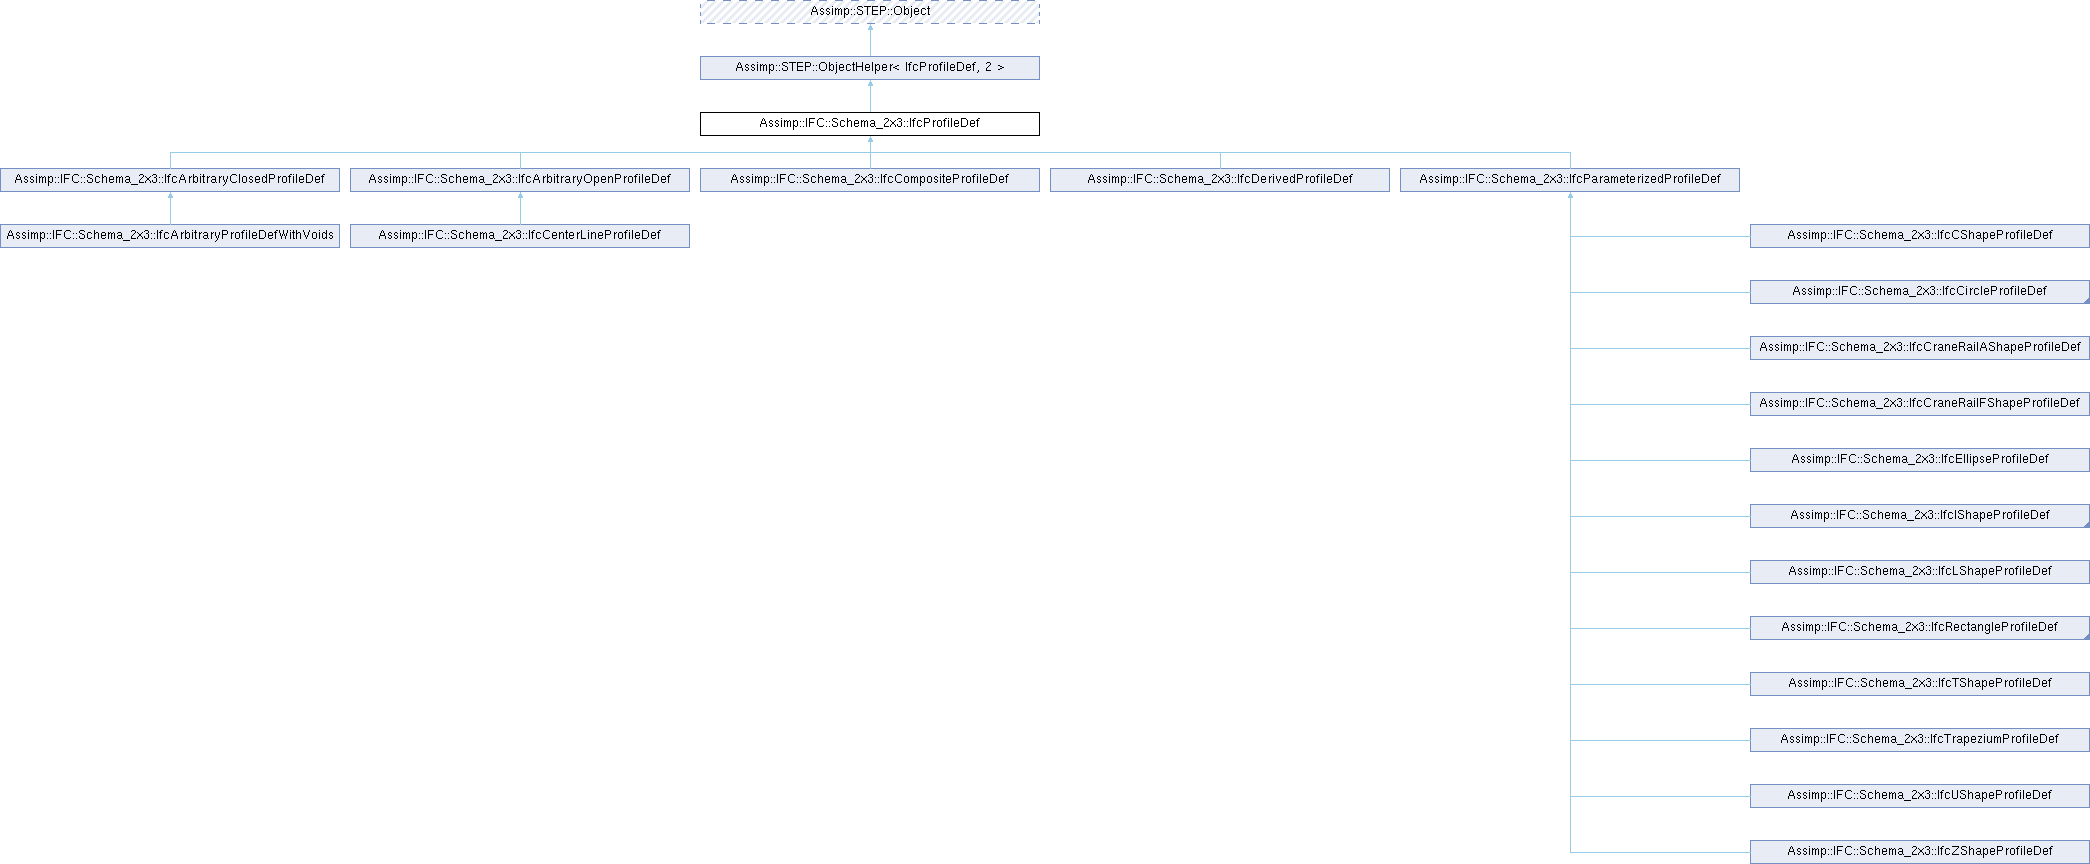 Assimp::STEP::Object
Assimp::STEP::ObjectHelper< IfcProfileDef, 2 >
Assimp::IFC::Schema_2x3::IfcProfileDef
Assimp::IFC::Schema_2x3::IfcArbitraryClosedProfileDef
Assimp::IFC::Schema_2x3::IfcArbitraryOpenProfileDef
Assimp::IFC::Schema_2x3::IfcCompositeProfileDef
Assimp::IFC::Schema_2x3::IfcDerivedProfileDef
Assimp::IFC::Schema_2x3::IfcParameterizedProfileDef
Assimp::IFC::Schema_2x3::IfcArbitraryProfileDefWithVoids
Assimp::IFC::Schema_2x3::IfcCenterLineProfileDef
Assimp::IFC::Schema_2x3::IfcCShapeProfileDef
Assimp::IFC::Schema_2x3::IfcCircleProfileDef
Assimp::IFC::Schema_2x3::IfcCraneRailAShapeProfileDef
Assimp::IFC::Schema_2x3::IfcCraneRailFShapeProfileDef
Assimp::IFC::Schema_2x3::IfcEllipseProfileDef
Assimp::IFC::Schema_2x3::IfcIShapeProfileDef
Assimp::IFC::Schema_2x3::IfcLShapeProfileDef
Assimp::IFC::Schema_2x3::IfcRectangleProfileDef
Assimp::IFC::Schema_2x3::IfcTShapeProfileDef
Assimp::IFC::Schema_2x3::IfcTrapeziumProfileDef
Assimp::IFC::Schema_2x3::IfcUShapeProfileDef
Assimp::IFC::Schema_2x3::IfcZShapeProfileDef